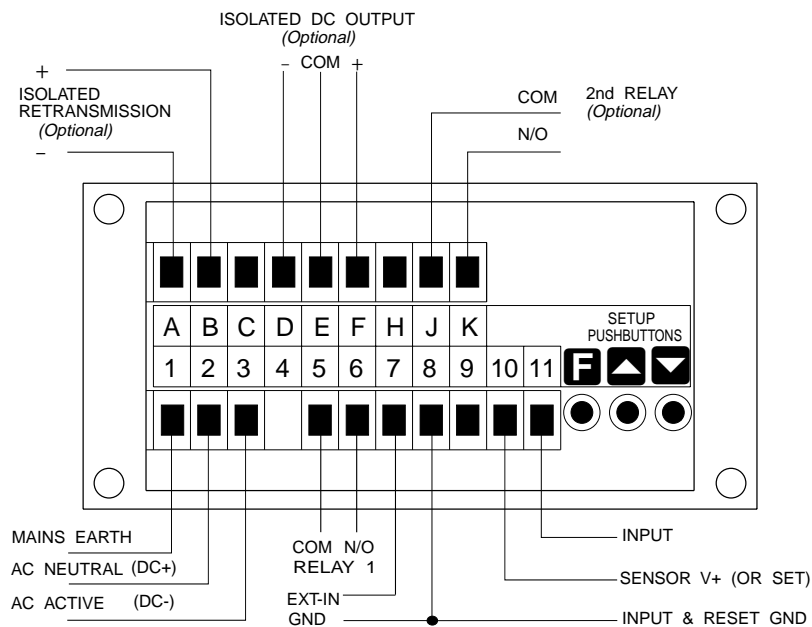 ISOLATED DC OUTPUT
(Optional)
– COM +
+
ISOLATED
RETRANSMISSION
(Optional)
–
COM
2nd RELAY
(Optional)
N/O
A B C D E F H J K
SETUP
PUSHBUTTONS
1 2 3 4 5 6 7 8 9 10 11 F
MAINS EARTH
AC NEUTRAL (DC+)
AC ACTIVE (DC-)
COM N/O
RELAY 1
EXT-IN
GND
INPUT
SENSOR V+ (OR SET)
INPUT & RESET GND